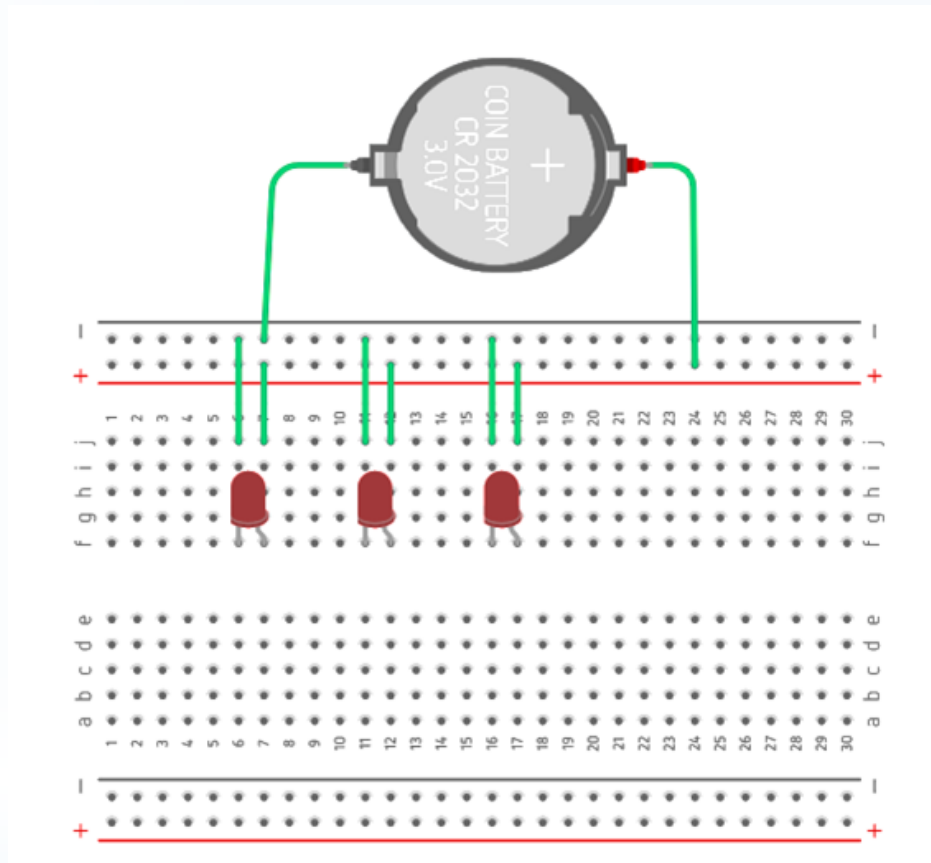 COIN BATTERY
CR 2032
3.0V
+
− −
+ +
1 2 3 4 5 6 7 8 9 10 11 12 13 14 15 16 17 18 19 20 21 22 23 24 25 26 27 28 29 30
j j
i i
h h
g g
f f
e e
d d
c c
b b
a a
1 2 3 4 5 6 7 8 9 10 11 12 13 14 15 16 17 18 19 20 21 22 23 24 25 26 27 28 29 30
− −
+ +